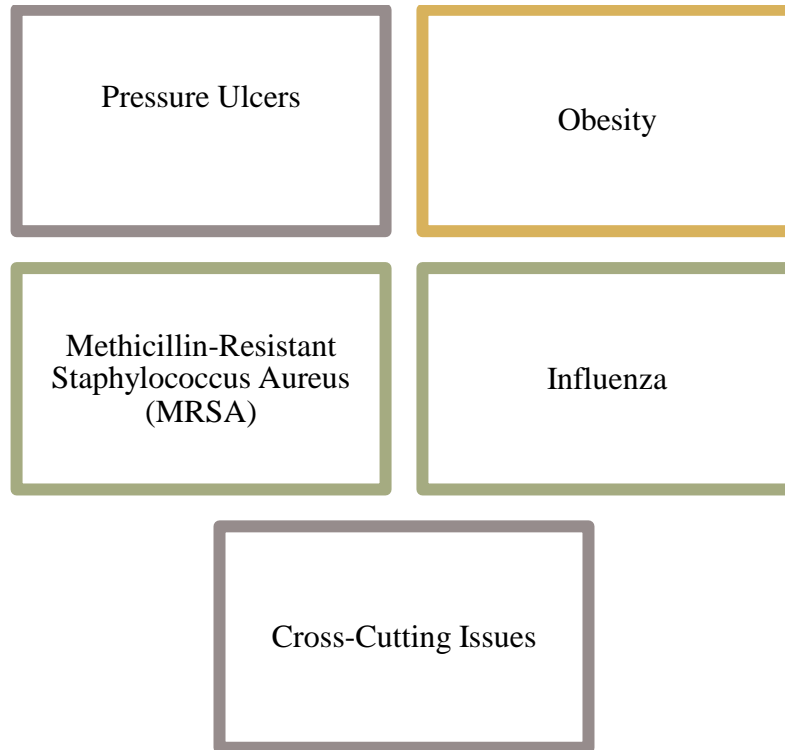 Pressure Ulcers
Obesity
Methicillin-Resistant
Staphylococcus Aureus
(MRSA)
Influenza
Cross-Cutting Issues